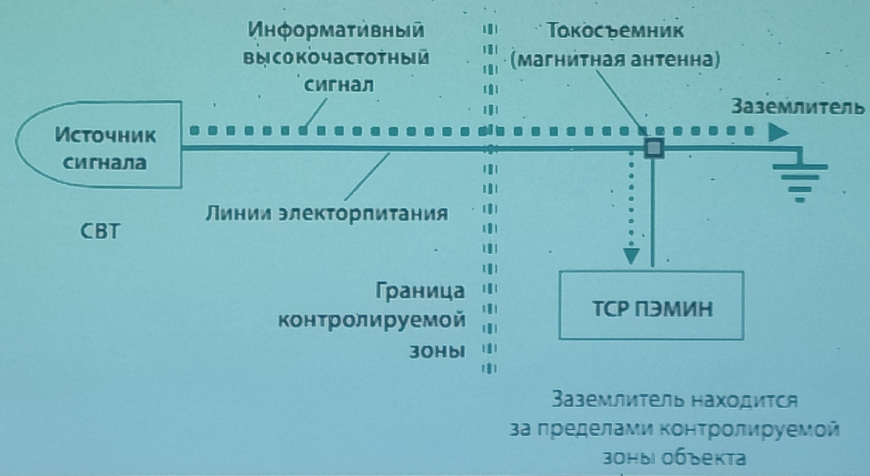 Информативный
высокочастотный
сигнал
Токосъемник
(магнитная антенна)
Заземлитель
Источник
сигнала
Линии электорпитания
СВТ
Граница
контролируемой
зоны
ТСР ПЭМИН
Заземлитель находится
за пределами контролируемой
зоны объекта